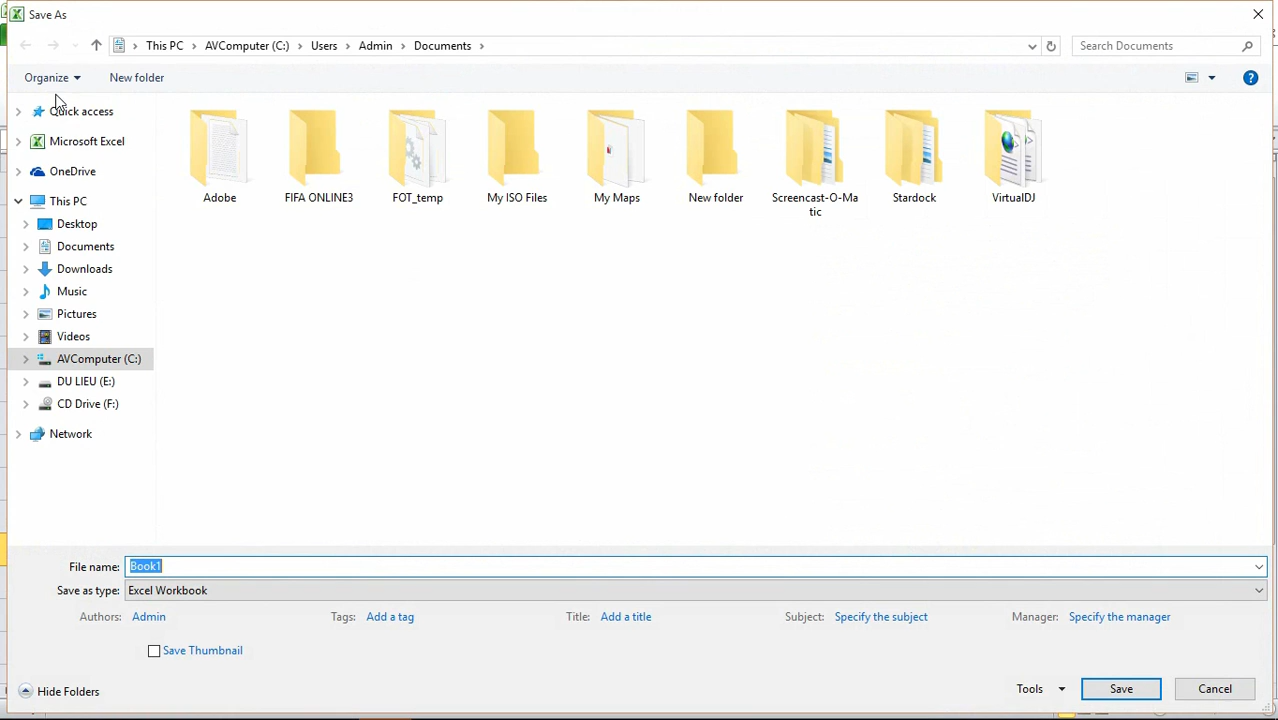 Save As
This PC > AVComputer (C:) > Users > Admin > Documents >
Search Documents
Organize
New folder
Quick access
Microsoft Excel
OneDrive
This PC
Desktop
Documents
Downloads
Music
Pictures
Videos
AVComputer (C:)
DU LIEU (E:)
CD Drive (F:)
Network
Adobe
FIFA ONLINE3
FOT_temp
My ISO Files
My Maps
New folder
Screencast-O-Ma
tic
Stardock
VirtualDJ
File name: Book1
Save as type: Excel Workbook
Authors: Admin
Tags: Add a tag
Title: Add a title
Subject: Specify the subject
Manager: Specify the manager
Save Thumbnail
Hide Folders
Tools
Save
Cancel